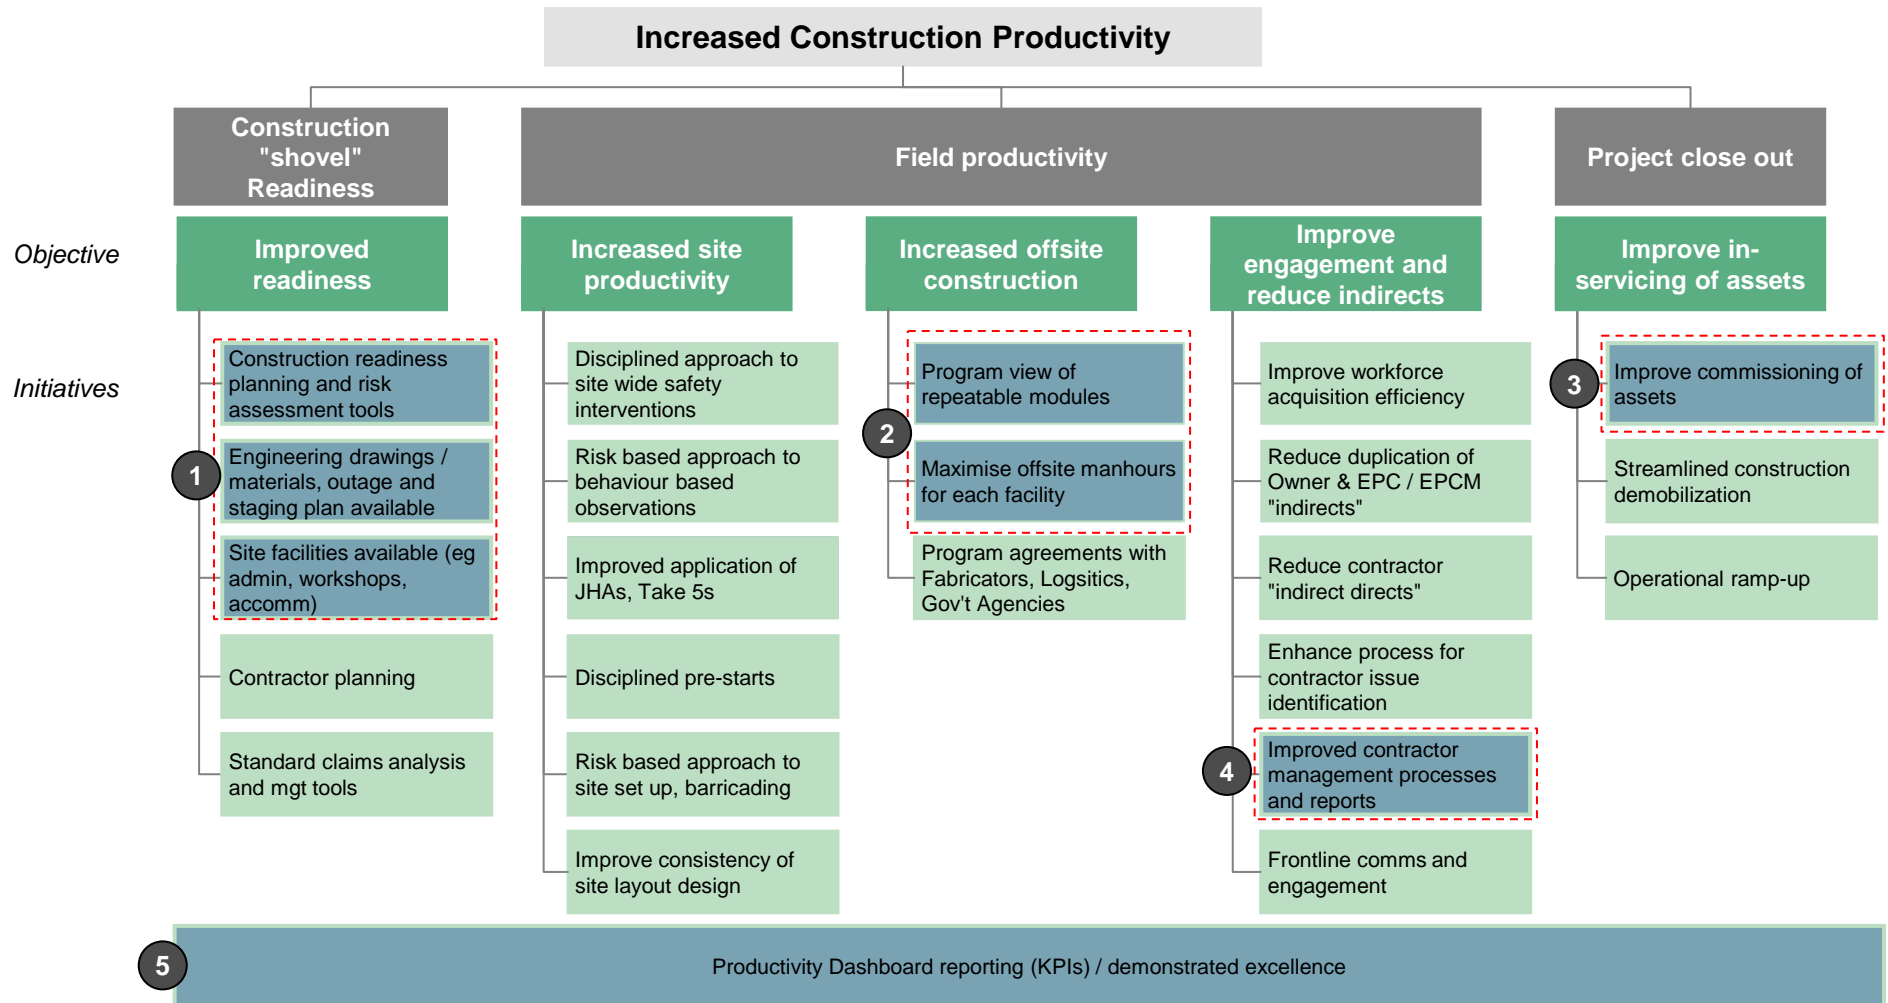 Increased Construction Productivity
Construction
"shovel"
Readiness
Field productivity
Project close out
Objective
Improved
readiness
Increased site
productivity
Increased offsite
construction
Improve
engagement and
reduce indirects
Improve in-
servicing of assets
Initiatives
1
Construction readiness
planning and risk
assessment tools
Engineering drawings /
materials, outage and
staging plan available
Site facilities available (eg
admin, workshops,
accomm)
Contractor planning
Standard claims analysis
and mgt tools
Disciplined approach to
site wide safety
interventions
Risk based approach to
behaviour based
observations
Improved application of
JHAs, Take 5s
Disciplined pre-starts
Risk based approach to
site set up, barricading
Improve consistency of
site layout design
2
Program view of
repeatable modules
Maximise offsite manhours
for each facility
Program agreements with
Fabricators, Logsitics,
Gov't Agencies
Improve workforce
acquisition efficiency
Reduce duplication of
Owner & EPC / EPCM
"indirects"
Reduce contractor
"indirect directs"
Enhance process for
contractor issue
identification
4
Improved contractor
management processes
and reports
Frontline comms and
engagement
3
Improve commissioning of
assets
Streamlined construction
demobilization
Operational ramp-up
5
Productivity Dashboard reporting (KPIs) / demonstrated excellence